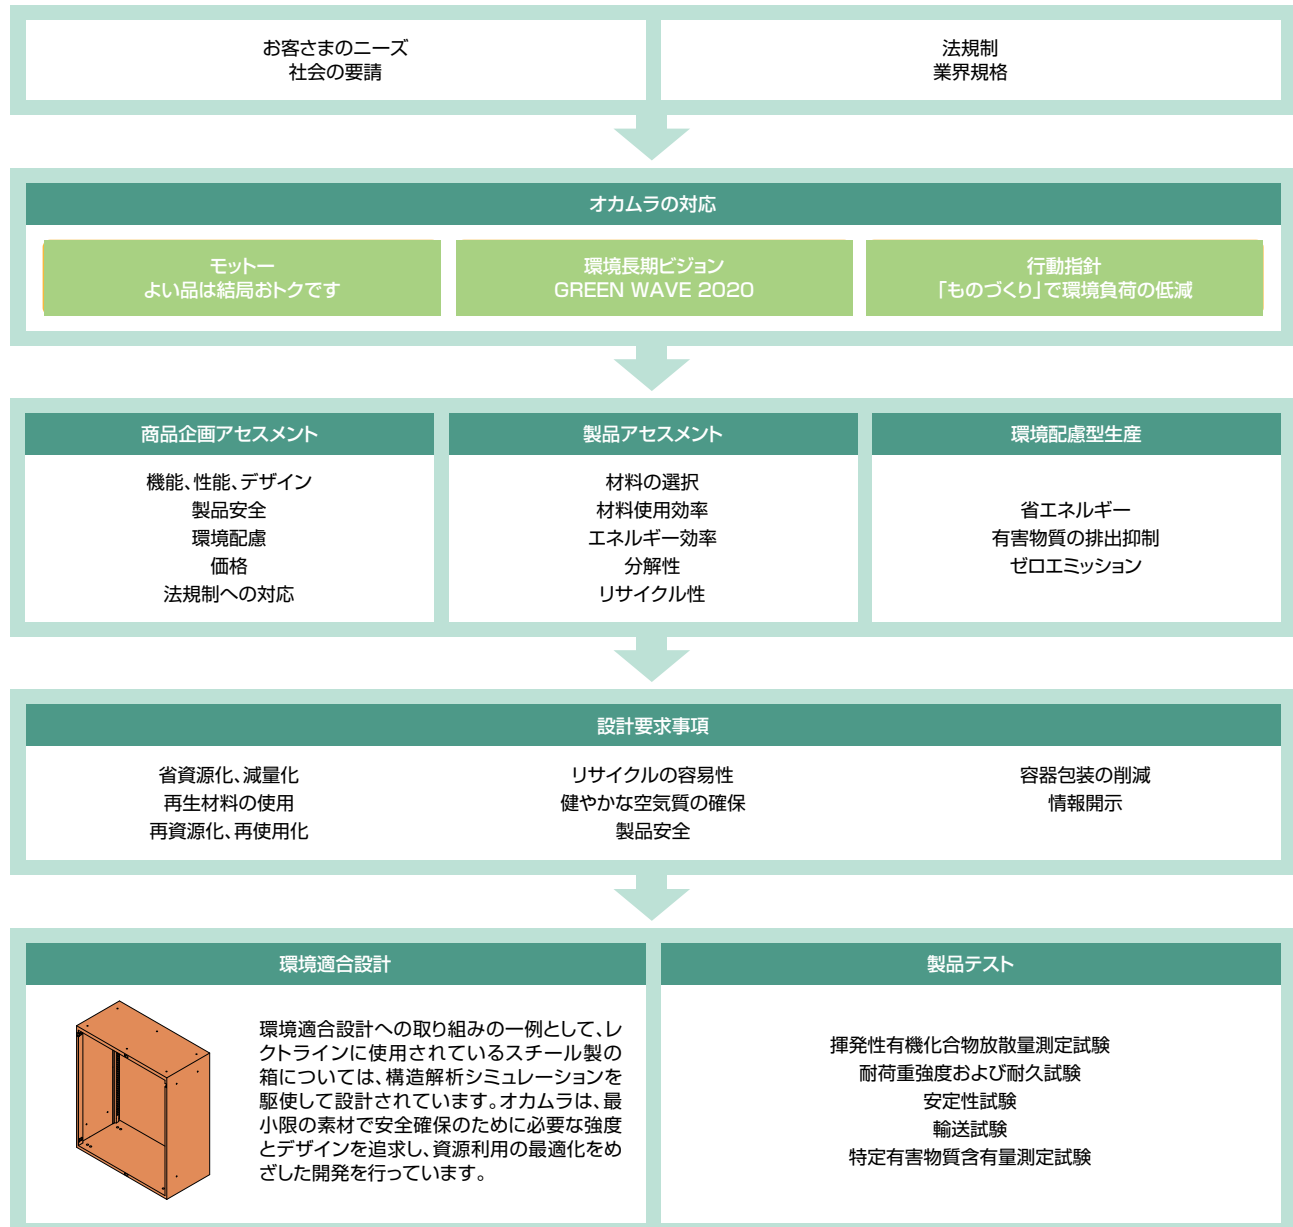 お客さまのニーズ
社会の要請
法規制
業界規格
オカムラの対応
モットー
よい品は結局おトクです
環境長期ビジョン
GREEN WAVE 2020
行動指針
「ものづくり」で環境負荷の低減
商品企画アセスメント
機能、性能、デザイン
製品安全
環境配慮
価格
法規制への対応
製品アセスメント
材料の選択
材料使用効率
エネルギー効率
分解性
リサイクル性
環境配慮型生産
省エネルギー
有害物質の排出抑制
ゼロエミッション
設計要求事項
省資源化、減量化
再生材料の使用
再資源化、再使用化
リサイクルの容易性
健やかな空気質の確保
製品安全
容器包装の削減
情報開示
環境適合設計
環境適合設計への取り組みの一例として、レ
クトラインに使用されているスチール製の
箱については、構造解析シミュレーションを
駆使して設計されています。オカムラは、最
小限の素材で安全確保のために必要な強度
とデザインを追求し、資源利用の最適化をめ
ざした開発を行っています。
製品テスト
揮発性有機化合物放散量測定試験
耐荷重強度および耐久試験
安定性試験
輸送試験
特定有害物質含有量測定試験